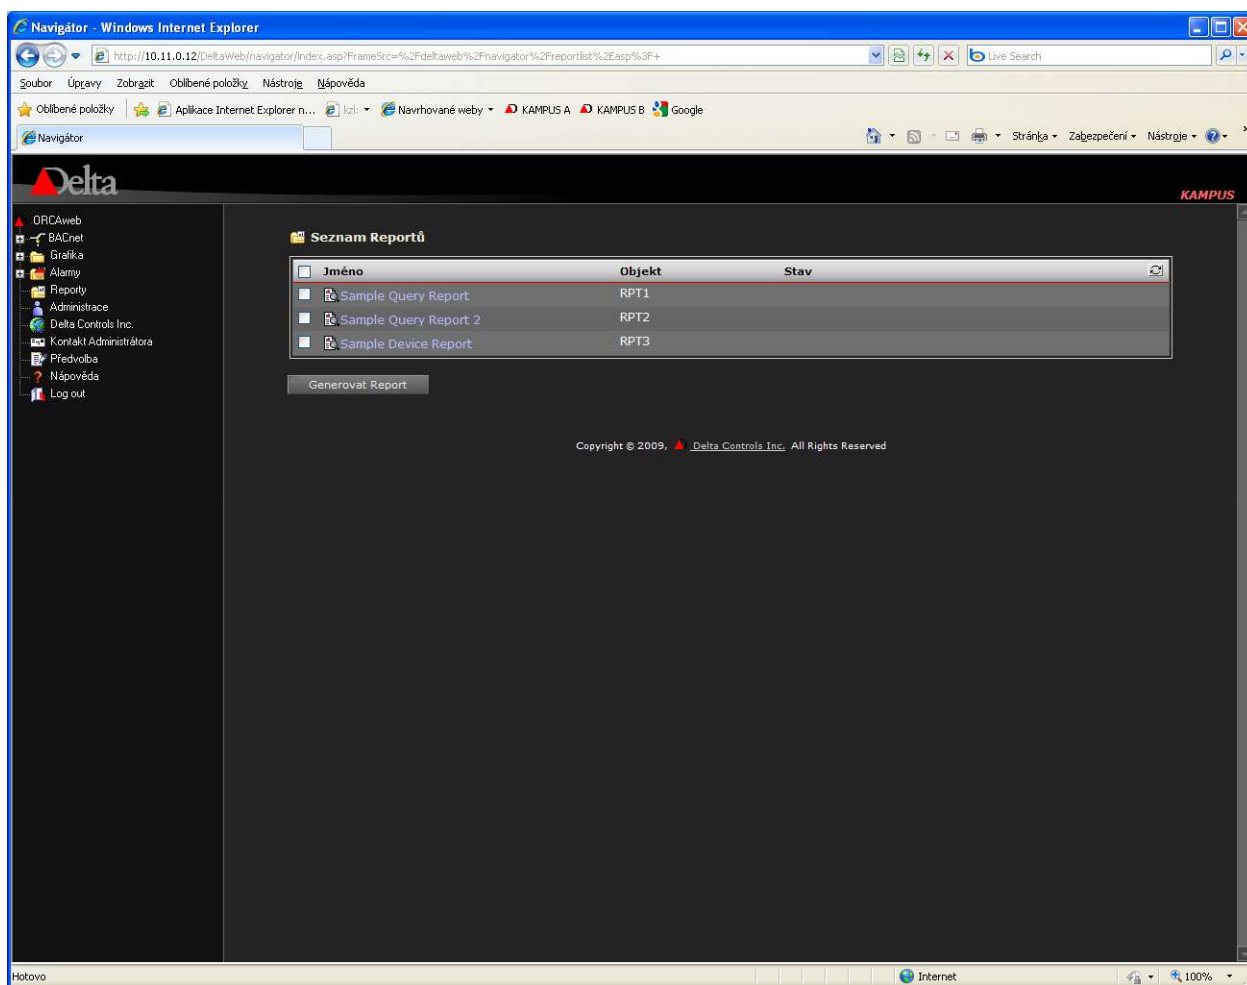 Navigátor - Windows Internet Explorer
http://10.11.0.12/DeltaWeb/navigator/index.asp?FrameSrc=%2Fdeltaweb%2Fnavigator%2Freportlist%2Easp%3F+
Live Search
Soubor Úpravy Zobrazit Oblíbené položky Nástroje Nápověda
Oblíbené položky Aplikace Internet Explorer n... kzl: Navrhované weby KAMPUS A KAMPUS B Google
Navigátor
Stránka Zabezpečení Nástroje
Delta
KAMPUS
ORCAweb
BACnet
Grafika
Alarmy
Reporty
Administrace
Delta Controls Inc.
Kontakt Administrátora
Předvolba
Nápověda
Log out
Seznam Reportů
Jméno Objekt Stav
Sample Query Report RPT1
Sample Query Report 2 RPT2
Sample Device Report RPT3
Generovat Report
Copyright © 2009, Delta Controls Inc. All Rights Reserved
Hotovo Internet 100%